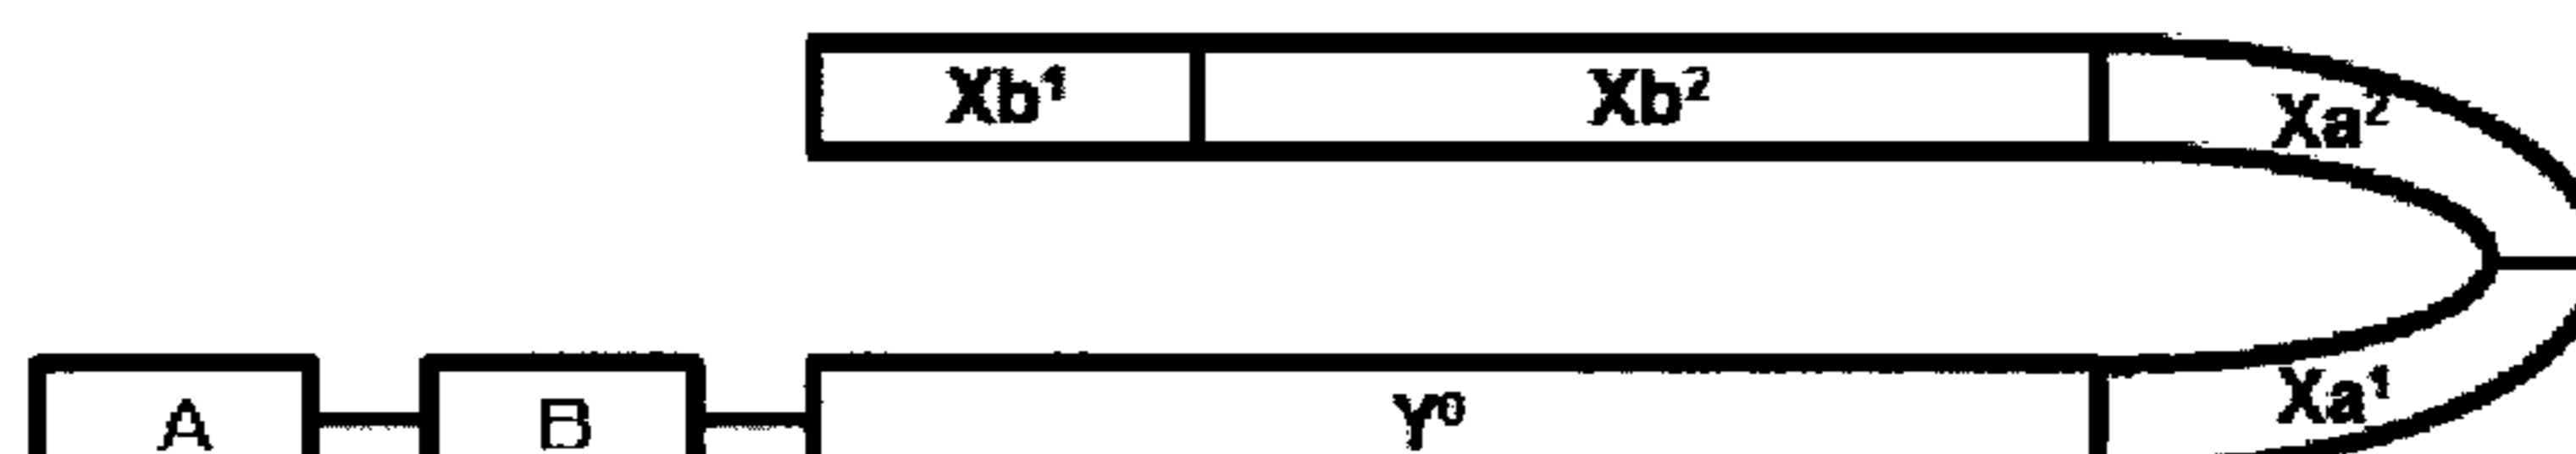 Xb¹ Xb² Xa²
A B Y⁰ Xa¹